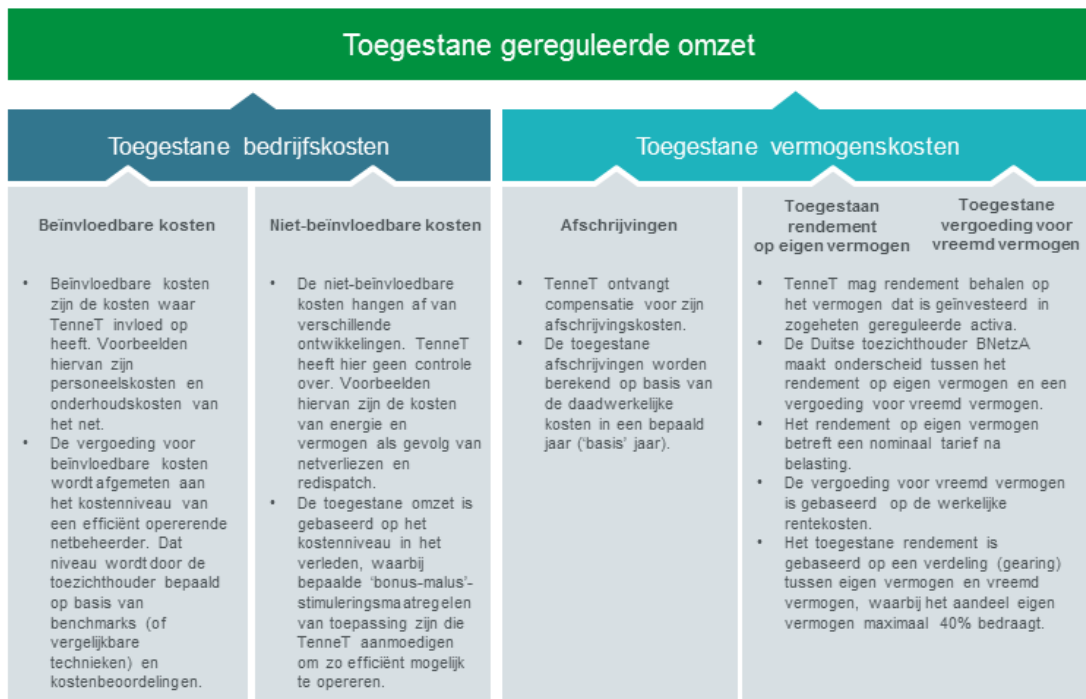 Toegestane gereguleerde omzet
Toegestane bedrijfskosten
Toegestane vermogenskosten
Beïnvloedbare kosten
• Beïnvloedbare kosten
zijn de kosten waar
TenneT invloed op
heeft. Voorbeelden
hiervan zijn
personeelskosten en
onderhoudskosten van
het net.
• De vergoeding voor
beïnvloedbare kosten
wordt afgemeten aan
het kostenniveau van
een efficiënt opererende
netbeheerder. Dat
niveau wordt door de
toezichthouder bepaald
op basis van
benchmarks (of
vergelijkbare
technieken) en
kostenbeoordelingen.
Niet-beïnvloedbare kosten
• De niet-beïnvloedbare
kosten hangen af van
verschillende
ontwikkelingen. TenneT
heeft hier geen controle
over. Voorbeelden
hiervan zijn de kosten
van energie en
vermogen als gevolg van
netverliezen en
redispatch.
• De toegestane omzet is
gebaseerd op het
kostenniveau in het
verleden, waarbij
bepaalde 'bonus-malus'-
stimuleringsmaatregelen
van toepassing zijn die
TenneT aanmoedigen
om zo efficiënt mogelijk
te opereren.
Afschrijvingen
• TenneT ontvangt
compensatie voor zijn
afschrijvingskosten.
• De toegestane
afschrijvingen worden
berekend op basis van
de daadwerkelijke
kosten in een bepaald
jaar ('basis' jaar).
Toegestaan
rendement
op eigen vermogen
Toegestane
vergoeding voor
vreemd vermogen
• TenneT mag rendement behalen op
het vermogen dat is geïnvesteerd in
zogeheten gereguleerde activa.
• De Duitse toezichthouder BNetzA
maakt onderscheid tussen het
rendement op eigen vermogen en een
vergoeding voor vreemd vermogen.
• Het rendement op eigen vermogen
betreft een nominaal tarief na
belasting.
• De vergoeding voor vreemd vermogen
is gebaseerd op de werkelijke
rentekosten.
• Het toegestane rendement is
gebaseerd op een verdeling (gearing)
tussen eigen vermogen en vreemd
vermogen, waarbij het aandeel eigen
vermogen maximaal 40% bedraagt.